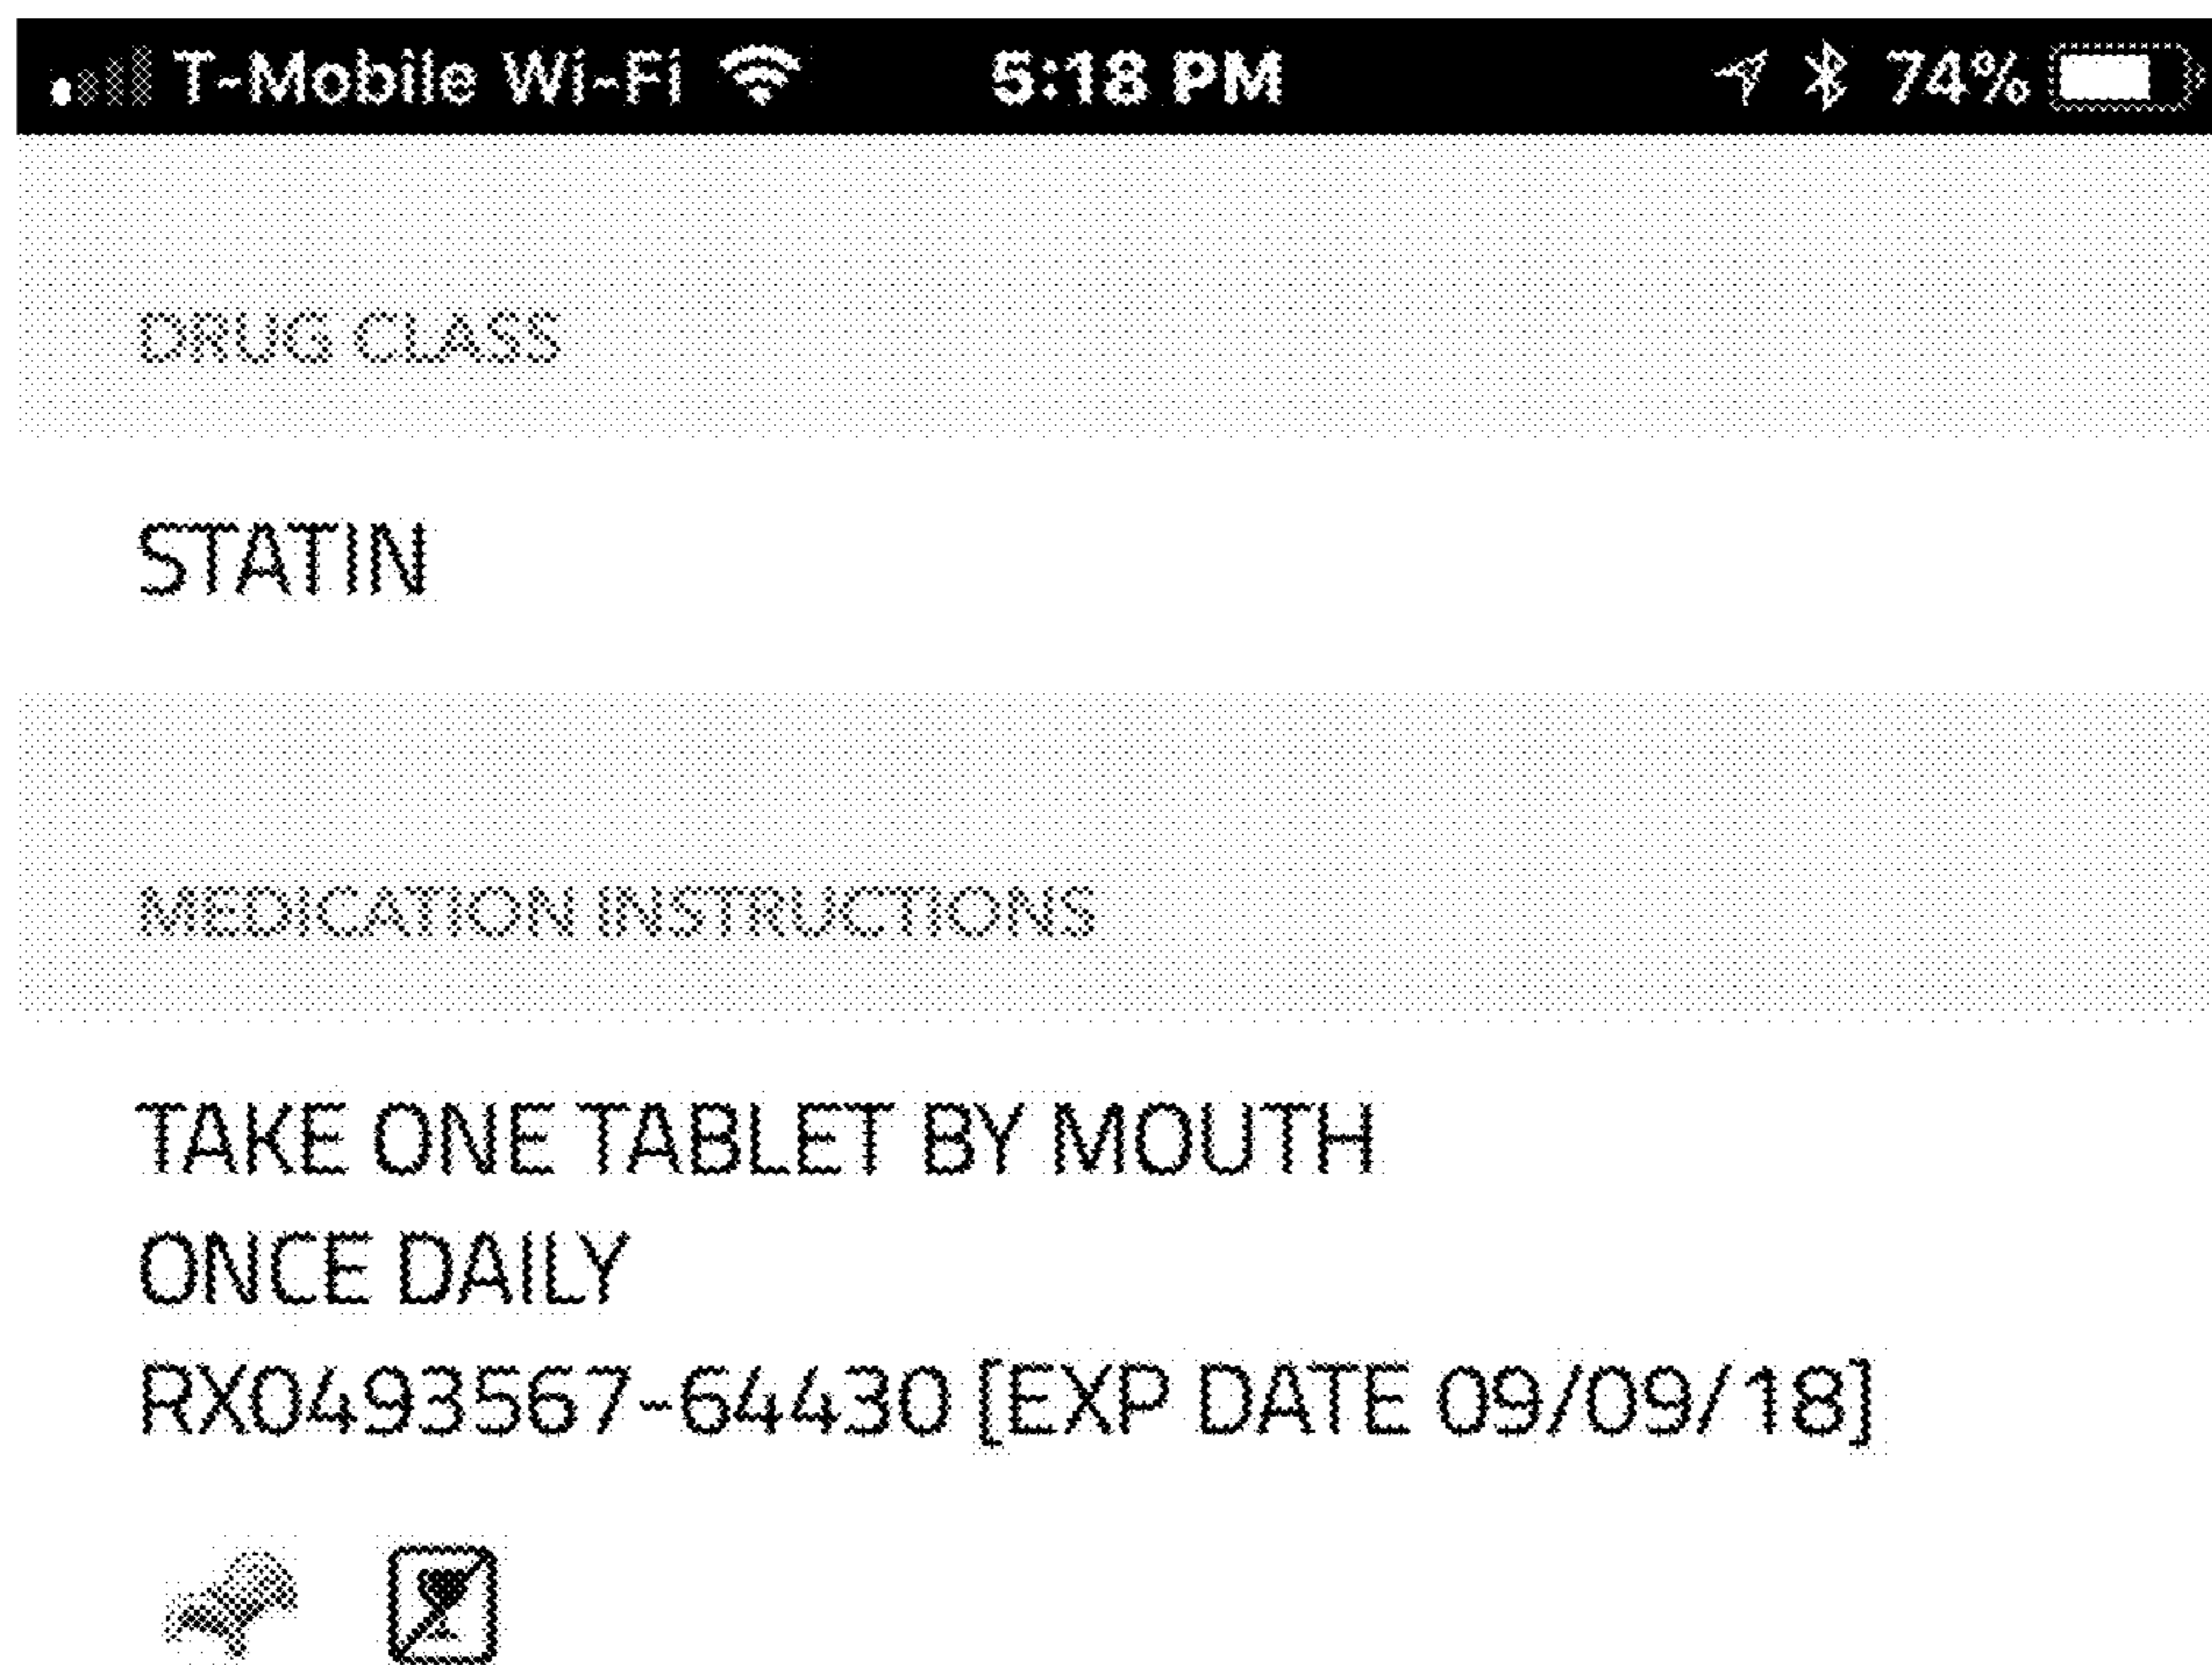 T-Mobile Wi-Fi 5:18 PM 74%
DRUG CLASS
STATIN
MEDICATION INSTRUCTIONS
TAKE ONE TABLET BY MOUTH
ONCE DAILY
RX0493567-64430 [EXP DATE 09/09/18]